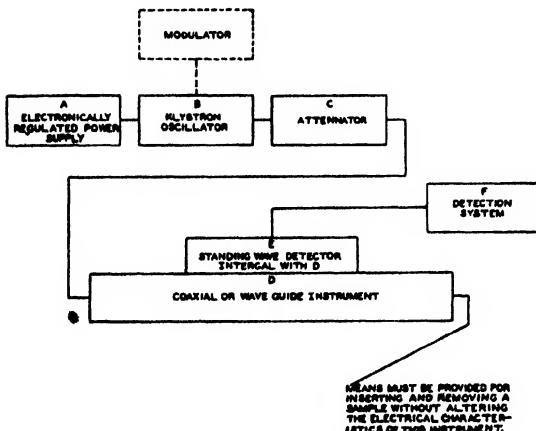 MODULATOR
A
ELECTRONICALLY
REGULATED POWER
SUPPLY
B
KLYSTRON
OSCILLATOR
C
ATTENNATOR
F
DETECTION
SYSTEM
E
STANDING WAVE DETECTOR
INTERGAL WITH D
D
COAXIAL OR WAVE GUIDE INSTRUMENT
MEANS MUST BE PROVIDED FOR
INSERTING AND REMOVING A
SAMPLE WITHOUT ALTERING
THE ELECTRICAL CHARACTER-
ISTICS OF THIS INSTRUMENT.